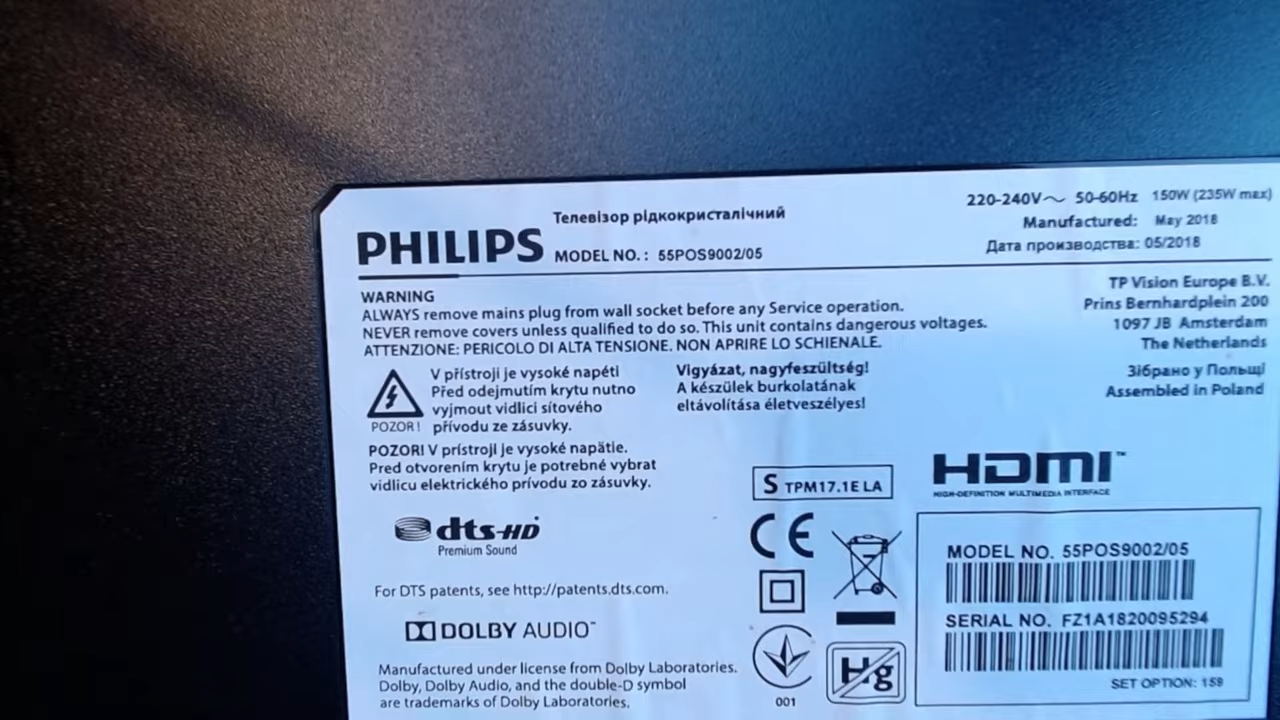 Телевізор рідкокристалічний
PHILIPS MODEL NO. : 55POS9002/05
220-240V～ 50-60Hz 150W (235W max)
Manufactured: May 2018
Дата производства: 05/2018
WARNING
ALWAYS remove mains plug from wall socket before any Service operation.
NEVER remove covers unless qualified to do so. This unit contains dangerous voltages.
ATTENZIONE: PERICOLO DI ALTA TENSIONE. NON APRIRE LO SCHIENALE.
TP Vision Europe B.V.
Prins Bernhardplein 200
1097 JB Amsterdam
The Netherlands
Зібрано у Польщі
Assembled in Poland
V přístroji je vysoké napětí
Před odejmutím krytu nutno
vyjmout vidlici síťového
přívodu ze zásuvky.
POZOR !
Vigyázat, nagyfeszültség!
A készülek burkolatának
eltávolítása életveszélyes!
POZOR! V prístroji je vysoké napätie.
Pred otvorením krytu je potrebné vybrat
vidlicu elektrického prívodu zo zásuvky.
S TPM17.1E LA
HDMI™
HIGH-DEFINITION MULTIMEDIA INTERFACE
dts-HD
Premium Sound
CE
For DTS patents, see http://patents.dts.com.
DOLBY AUDIO™
Manufactured under license from Dolby Laboratories.
Dolby, Dolby Audio, and the double-D symbol
are trademarks of Dolby Laboratories.
001
Hg
MODEL NO. 55POS9002/05
SERIAL NO. FZ1A1820095294
SET OPTION: 159